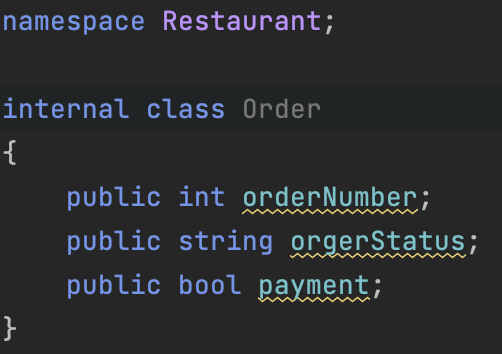 namespace Restaurant;
internal class Order
{
public int orderNumber;
public string orgerStatus;
public bool payment;
}